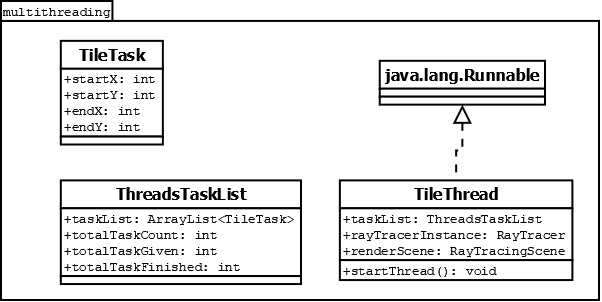 multithreading
TileTask
+startX: int
+startY: int
+endX: int
+endY: int
java.lang.Runnable
ThreadsTaskList
+taskList: ArrayList<TileTask>
+totalTaskCount: int
+totalTaskGiven: int
+totalTaskFinished: int
TileThread
+taskList: ThreadsTaskList
+rayTracerInstance: RayTracer
+renderScene: RayTracingScene
+startThread(): void